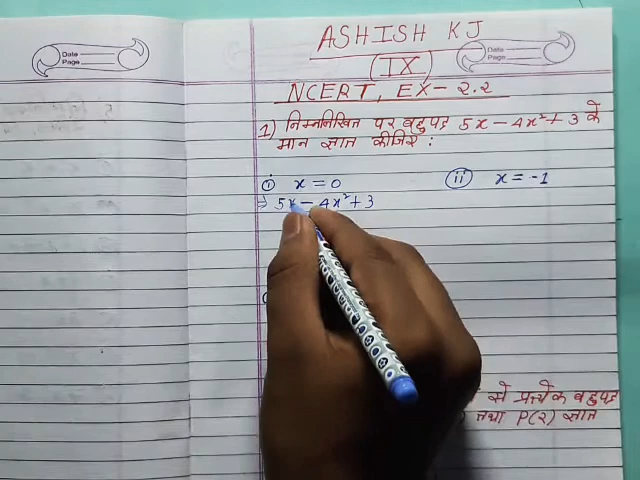 Date
Page
Date
Page
ASHISH KJ
(IX)
NCERT, EX- 2.2
1) निम्नलिखित पर बहुपद 5x - 4x² + 3 के
मान ज्ञात कीजिए :
(i) x = 0
(ii) x = -1
⇒ 5x - 4x² + 3
से प्रत्येक बहुपद
तथा P(2) ज्ञात